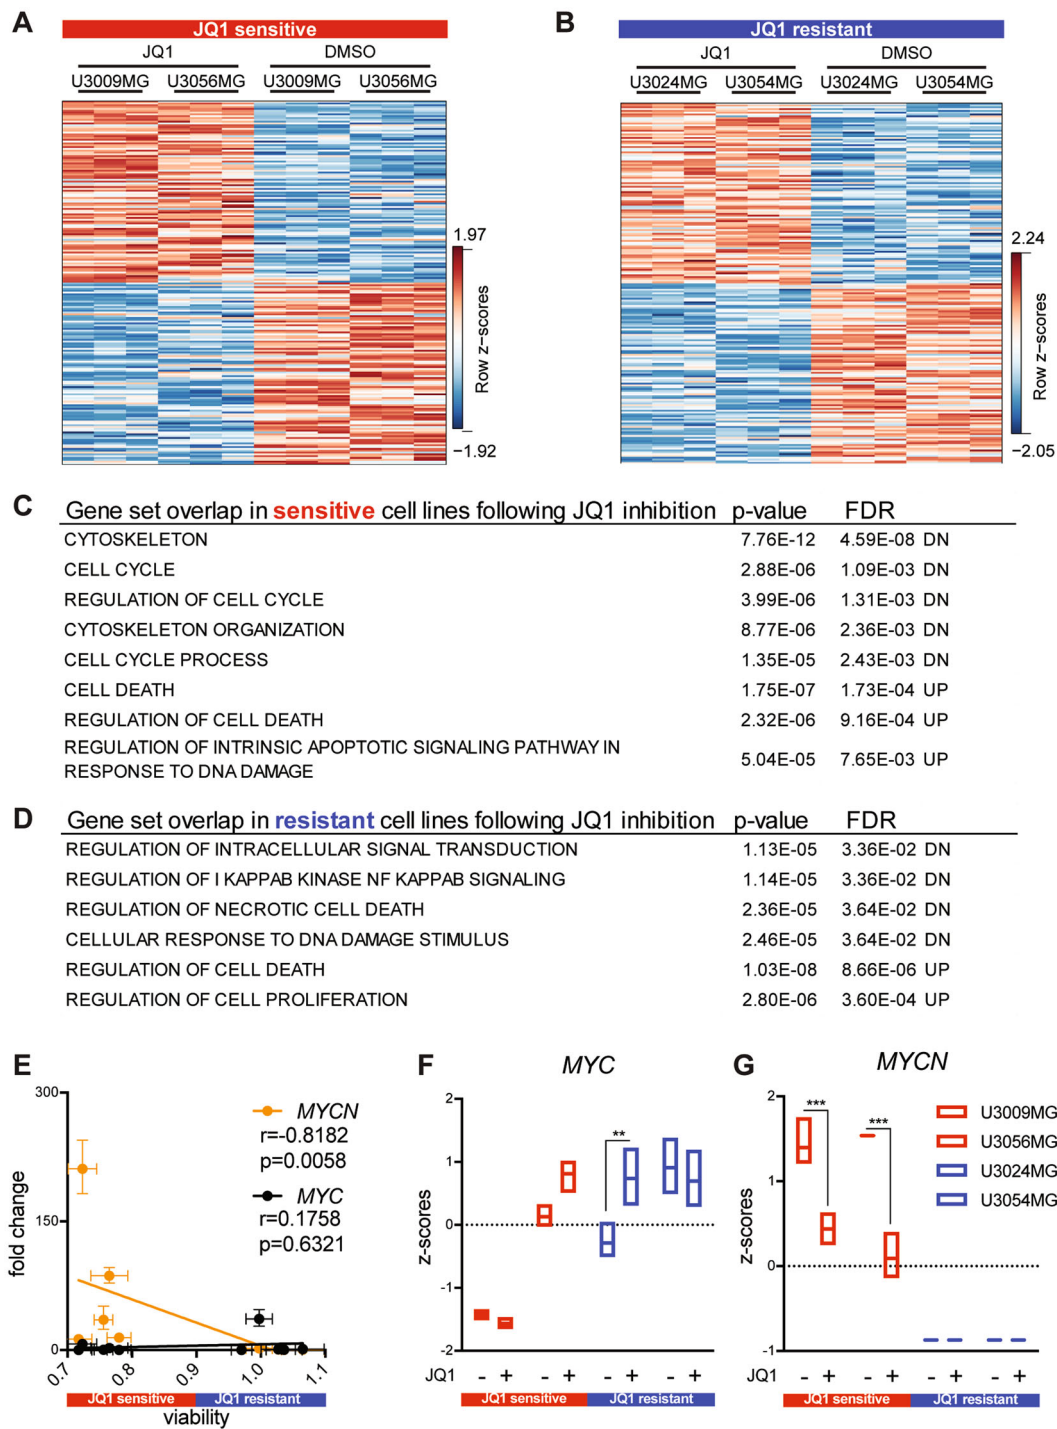 A
JQ1 sensitive
JQ1 DMSO
U3009MG U3056MG U3009MG U3056MG
1.97
Row z−scores
−1.92
B
JQ1 resistant
JQ1 DMSO
U3024MG U3054MG U3024MG U3054MG
2.24
Row z−scores
−2.05
C Gene set overlap in sensitive cell lines following JQ1 inhibition p-value FDR
CYTOSKELETON 7.76E-12 4.59E-08 DN
CELL CYCLE 2.88E-06 1.09E-03 DN
REGULATION OF CELL CYCLE 3.99E-06 1.31E-03 DN
CYTOSKELETON ORGANIZATION 8.77E-06 2.36E-03 DN
CELL CYCLE PROCESS 1.35E-05 2.43E-03 DN
CELL DEATH 1.75E-07 1.73E-04 UP
REGULATION OF CELL DEATH 2.32E-06 9.16E-04 UP
REGULATION OF INTRINSIC APOPTOTIC SIGNALING PATHWAY IN
RESPONSE TO DNA DAMAGE 5.04E-05 7.65E-03 UP
D Gene set overlap in resistant cell lines following JQ1 inhibition p-value FDR
REGULATION OF INTRACELLULAR SIGNAL TRANSDUCTION 1.13E-05 3.36E-02 DN
REGULATION OF I KAPPAB KINASE NF KAPPAB SIGNALING 1.14E-05 3.36E-02 DN
REGULATION OF NECROTIC CELL DEATH 2.36E-05 3.64E-02 DN
CELLULAR RESPONSE TO DNA DAMAGE STIMULUS 2.46E-05 3.64E-02 DN
REGULATION OF CELL DEATH 1.03E-08 8.66E-06 UP
REGULATION OF CELL PROLIFERATION 2.80E-06 3.60E-04 UP
E
300
150
0
fold change
MYCN
r=-0.8182
p=0.0058
MYC
r=0.1758
p=0.6321
0.7 0.8 0.9 1.0 1.1
JQ1 sensitive JQ1 resistant
viability
F
MYC
2
1
0
-1
-2
z-scores
**
JQ1 - + - + - + - +
JQ1 sensitive JQ1 resistant
G
MYCN
2
1
0
-1
z-scores
*** ***
U3009MG
U3056MG
U3024MG
U3054MG
JQ1 - + - + - + - +
JQ1 sensitive JQ1 resistant